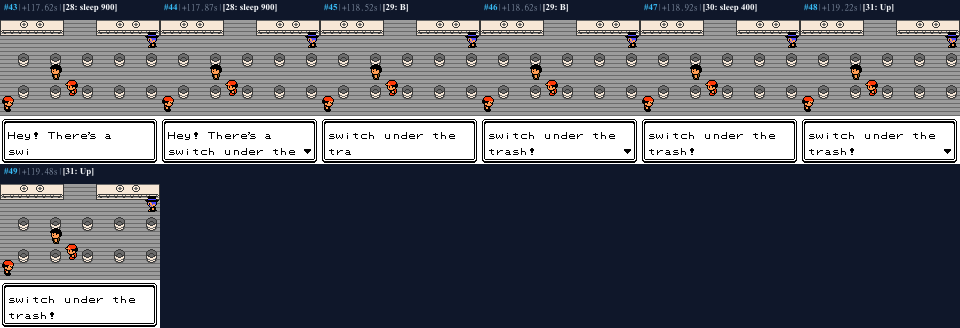 #43|+117.62s|[28: sleep 900]
#44|+117.87s|[28: sleep 900]
#45|+118.52s|[29: B]
#46|+118.62s|[29: B]
#47|+118.92s|[30: sleep 400]
#48|+119.22s|[31: Up]
Hey! There's a
swi
Hey! There's a
switch under the
switch under the
tra
switch under the
trash!
switch under the
trash!
switch under the
trash!
#49|+119.48s|[31: Up]
switch under the
trash!